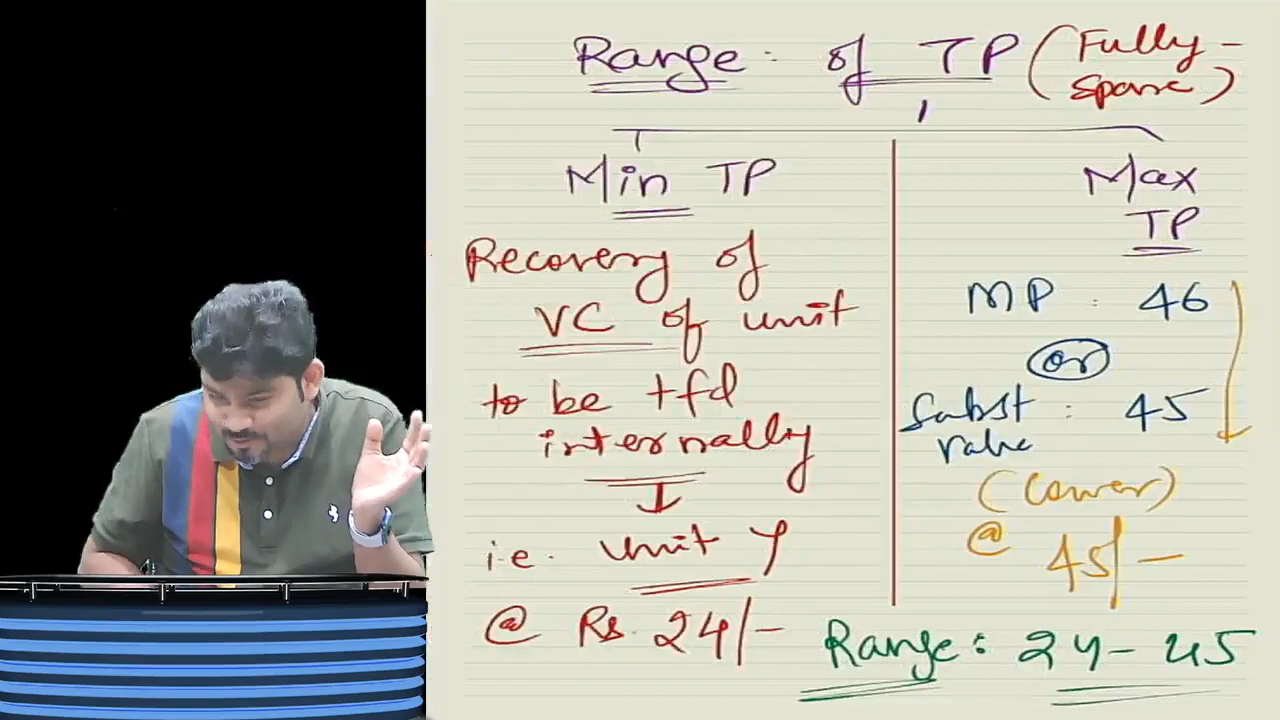 Range: of TP (Fully-
Spare)
Min TP
Recovery of
VC of unit
to be tfd
internally
i.e. unit Y
@ Rs. 24/-
Max
TP
MP : 46
or
Subst : 45
value
(lower)
@ 45/-
Range: 24-45